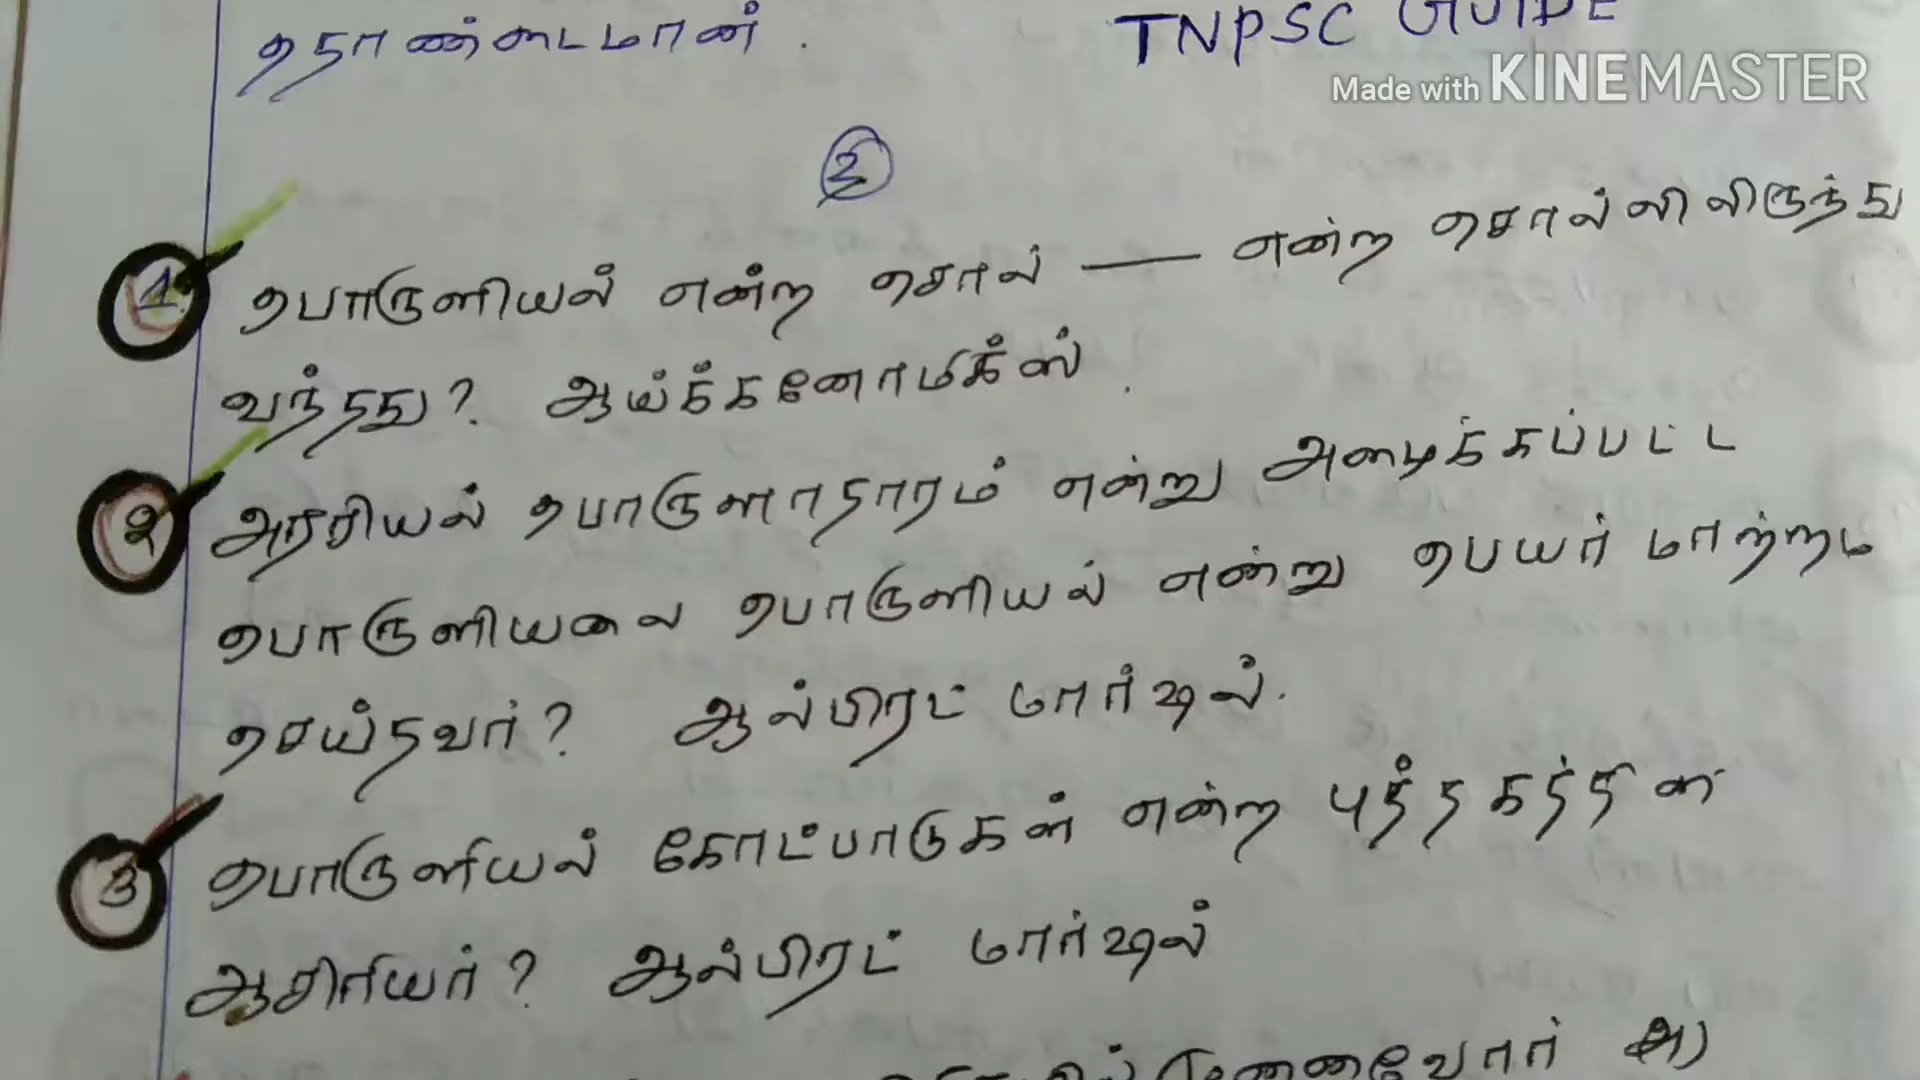 தொண்டைமான்.
TNPSC GUIDE
Made with KINEMASTER
2
1. பொருளியல் என்ற சொல் — என்ற சொல்லிலிருந்து
வந்தது? ஆய்க்கனோமிக்ஸ்.
2 அரசியல் பொருளாதாரம் என்று அழைக்கப்பட்ட
பொருளியலை பொருளியல் என்று பெயர் மாற்றம்
செய்தவர்? ஆல்பிரட் மார்ஷல்.
3 பொருளியல் கோட்பாடுகள் என்ற புத்தகத்தின்
ஆசிரியர்? ஆல்பிரட் மார்ஷல்